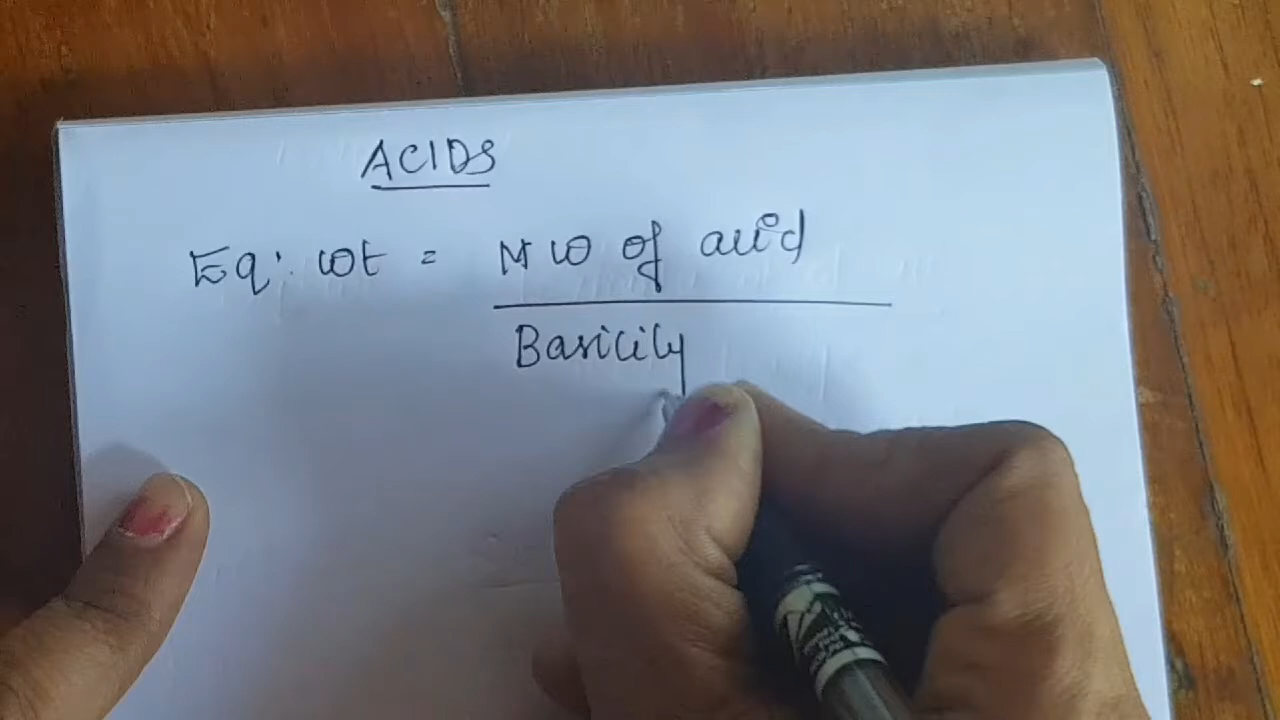 ACIDS
Eq. wt = M W of acid
Basicity